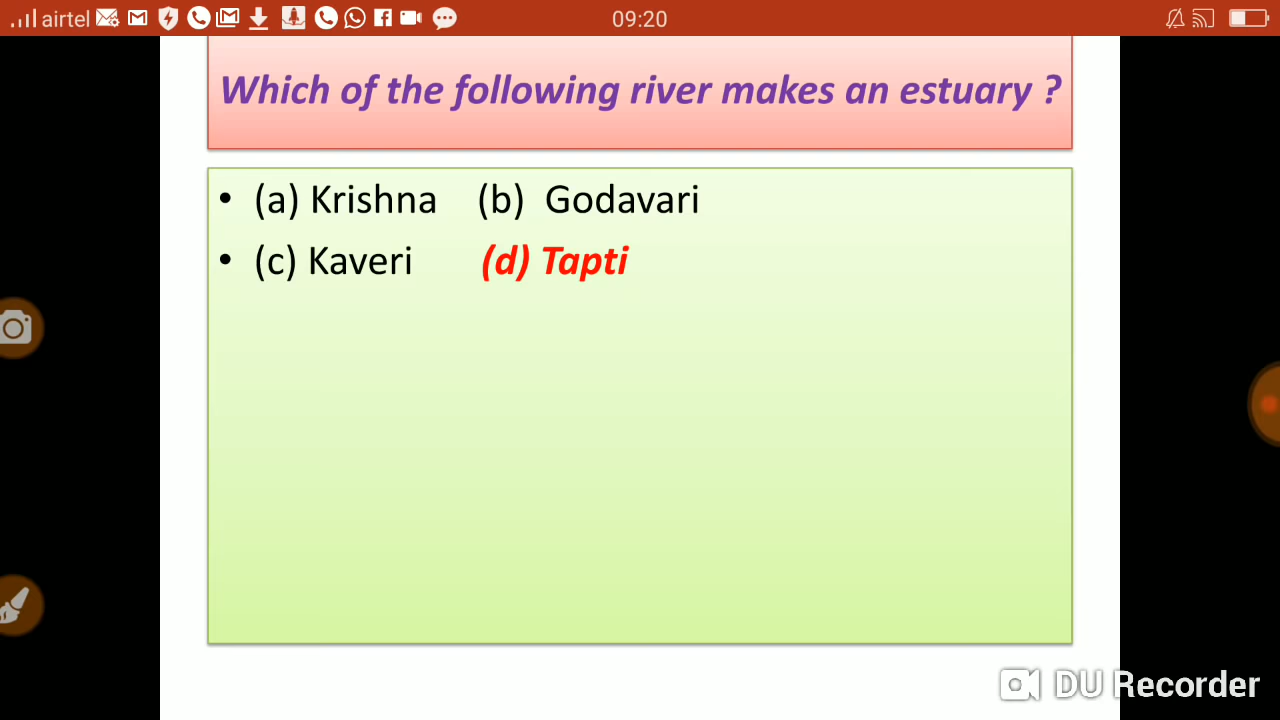 airtel 09:20
Which of the following river makes an estuary ?
• (a) Krishna (b) Godavari
• (c) Kaveri (d) Tapti
DU Recorder